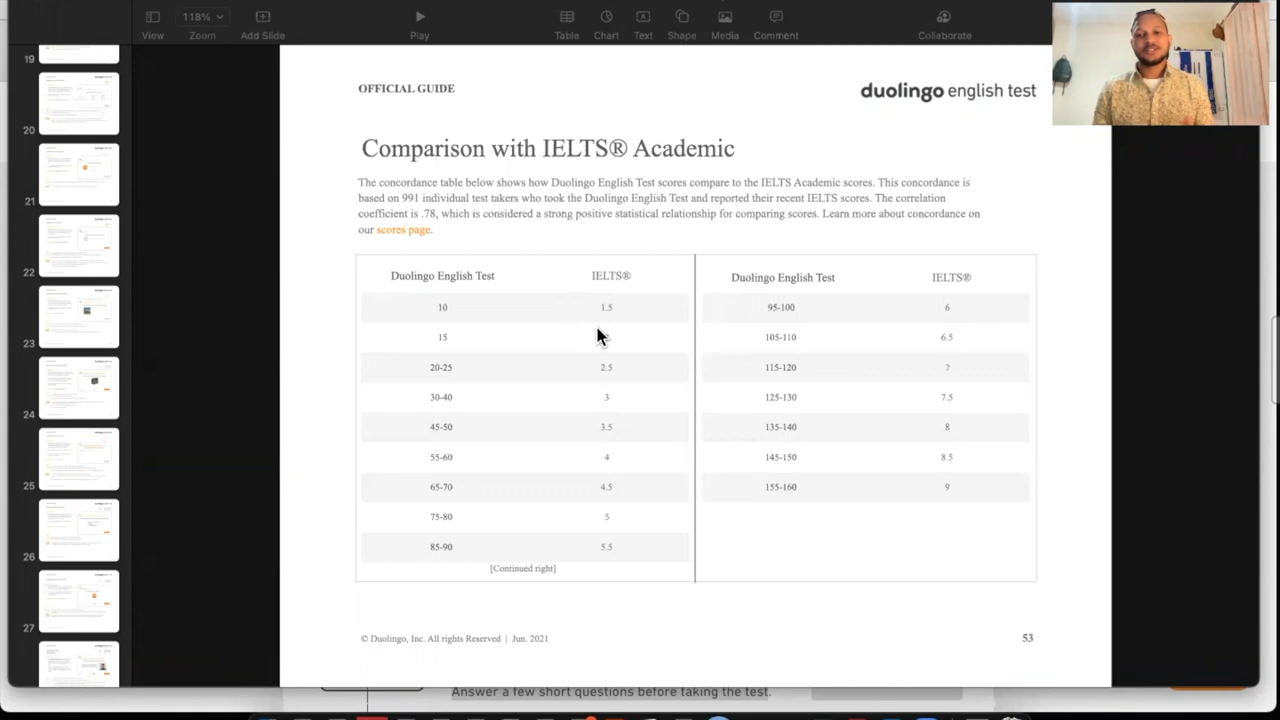 118%
View
Zoom
Add Slide
Play
Table
Chart
Text
Shape
Media
Comment
Collaborate
19
20
21
22
23
24
25
26
27
OFFICIAL GUIDE
duolingo english test
Comparison with IELTS® Academic
The concordance table below shows how Duolingo English Test scores compare to the IELTS Academic scores. This concordance is
based on 991 individual test takers who took the Duolingo English Test and reported their recent IELTS scores. The correlation
coefficient is .78, which is considered a strong positive statistical relationship for comparing scores. Learn more about concordance on
our scores page.
Duolingo English Test IELTS®
10 1.5
15
20-25 2.5
30-40 3
45-50 3.5
55-60 4
65-70 4.5
75-80 5
85-90 5.5
[Continued right]
Duolingo English Test IELTS®
95-100 6
105-110 6.5
115-120 7
125-130 7.5
135-140 8
145-150 8.5
155-160 9
© Duolingo, Inc. All rights Reserved | Jun. 2021
53
Answer a few short questions before taking the test.